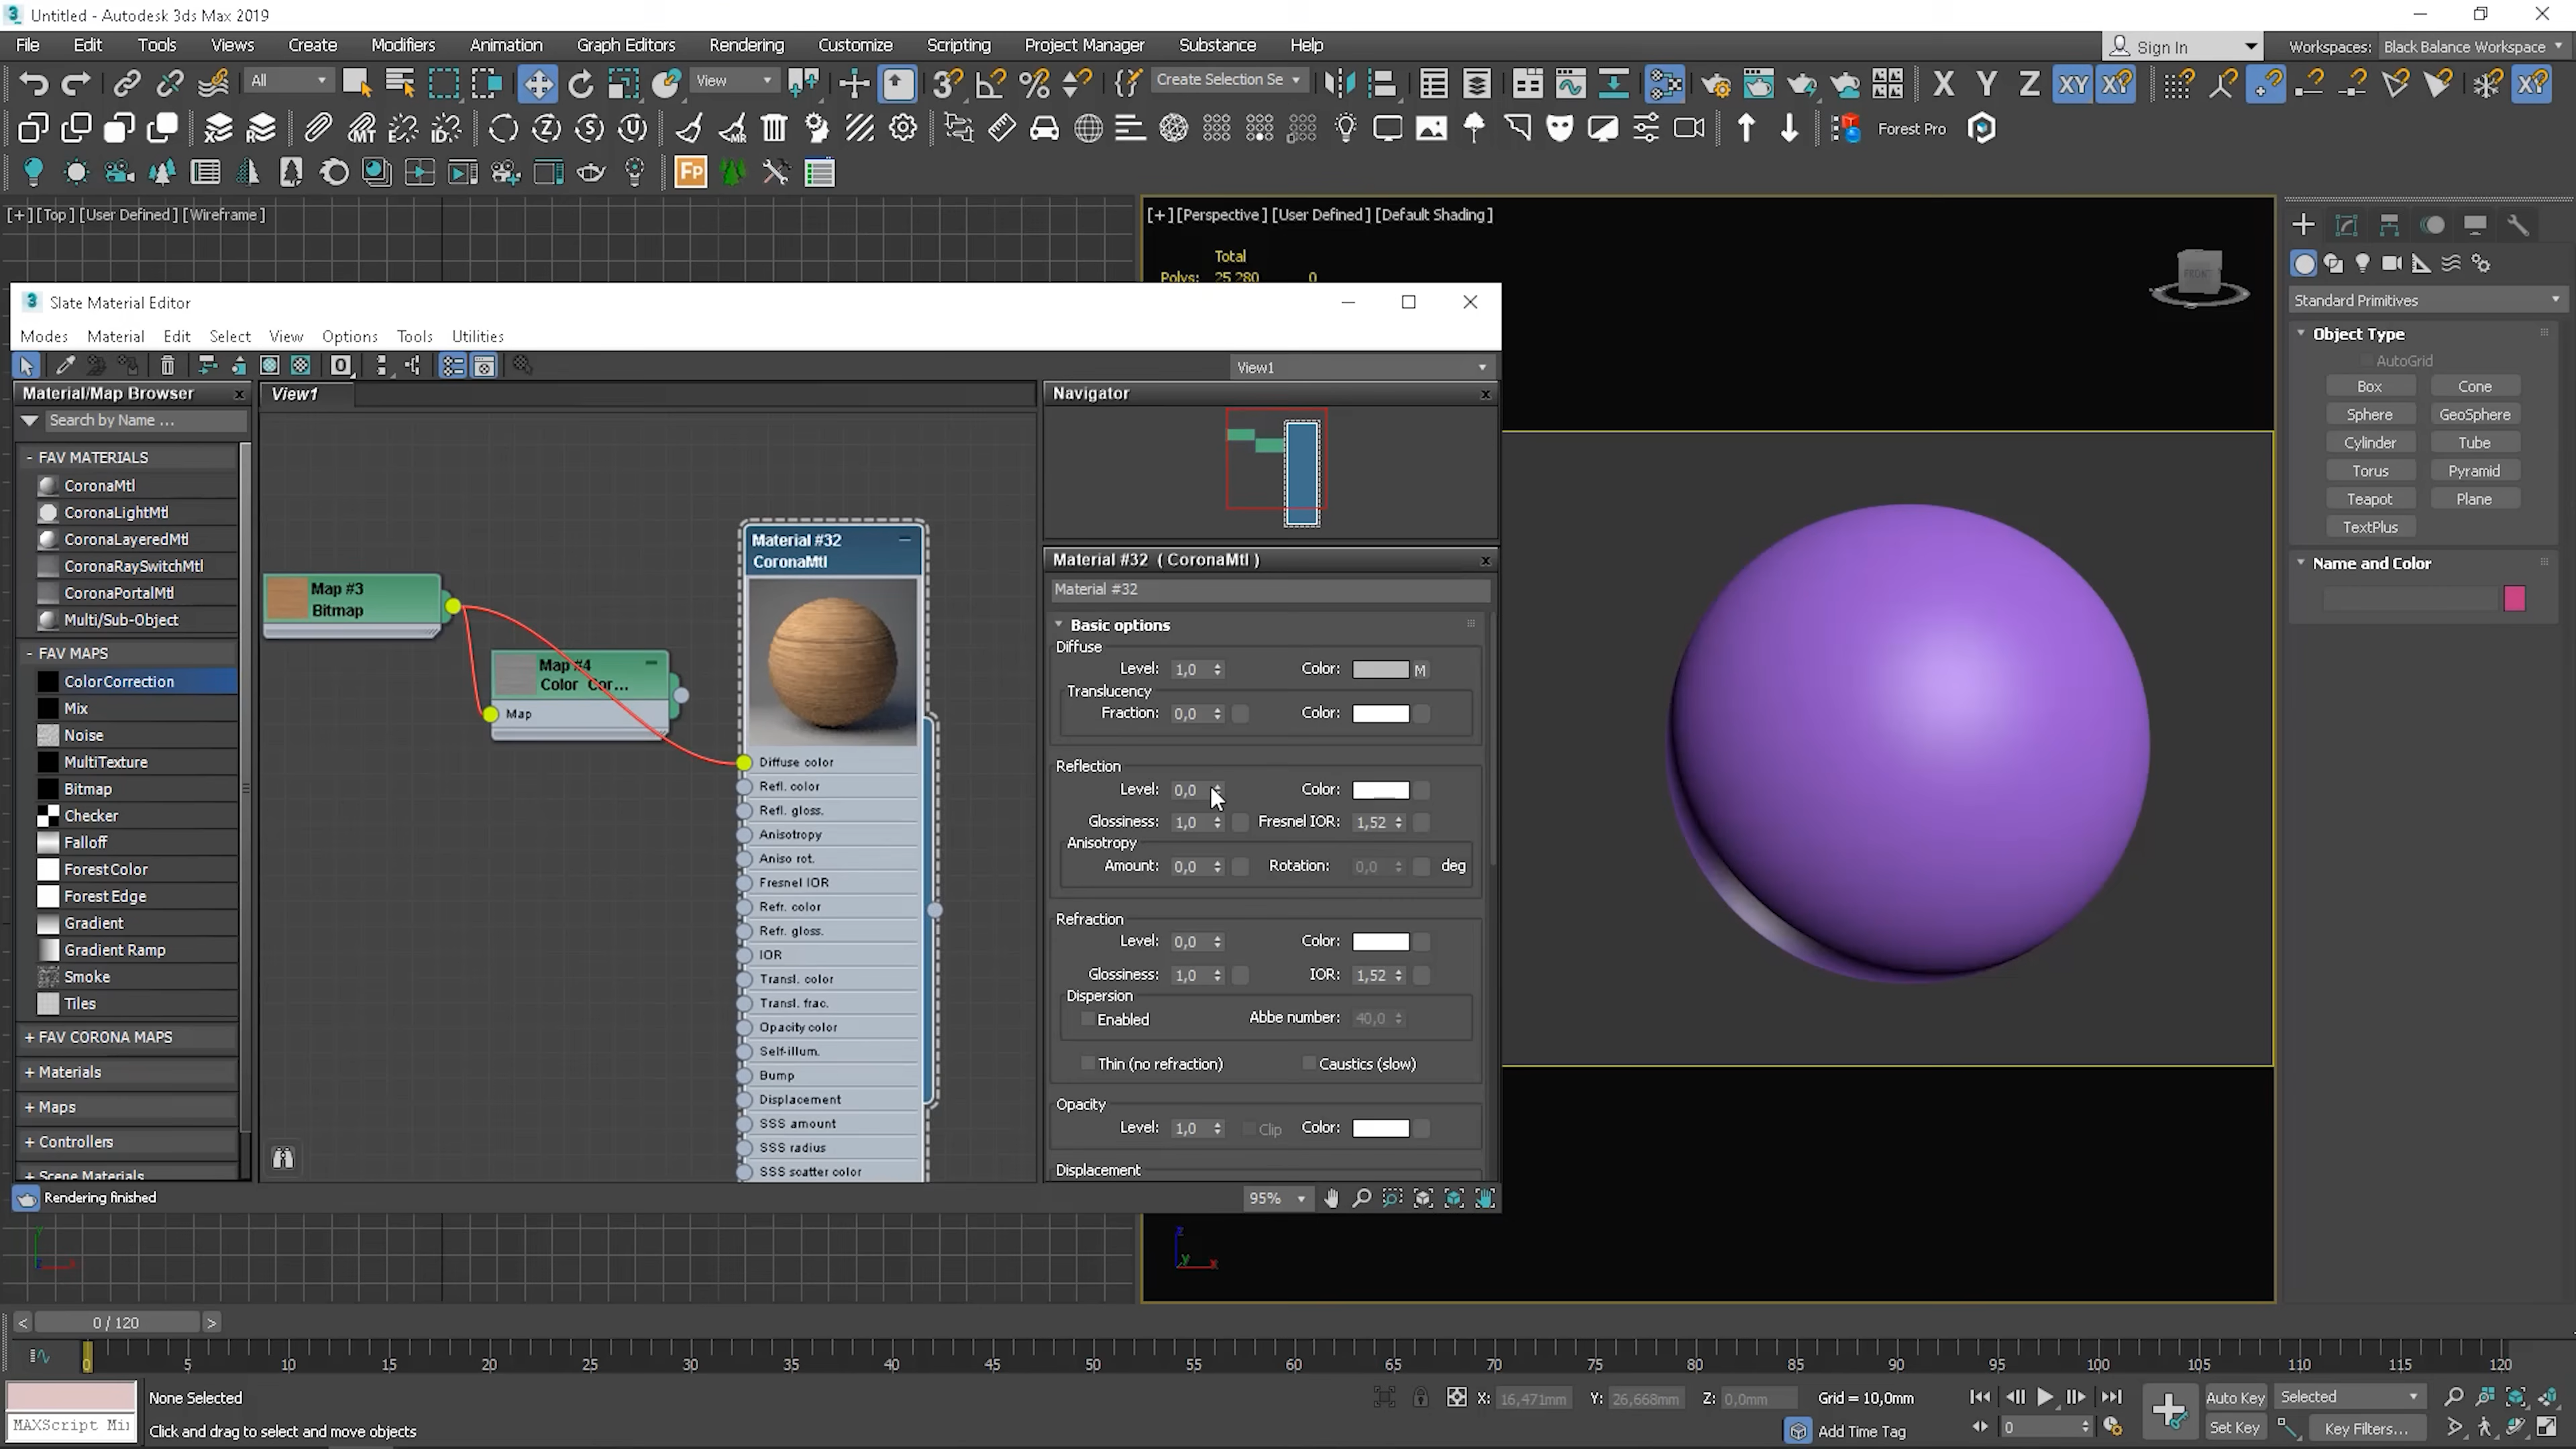 Untitled - Autodesk 3ds Max 2019
File Edit Tools Views Create Modifiers Animation Graph Editors Rendering Customize Scripting Project Manager Substance Help
Sign In Workspaces: Black Balance Workspace
All View Create Selection Se X Y Z XY
Forest Pro
Fp
[+] [Top] [User Defined] [Wireframe]
[+] [Perspective] [User Defined] [Default Shading]
Total
Polys: 25 280 0
FRONT
Standard Primitives
Object Type
AutoGrid
Box Cone
Sphere GeoSphere
Cylinder Tube
Torus Pyramid
Teapot Plane
TextPlus
Name and Color
Slate Material Editor
Modes Material Edit Select View Options Tools Utilities
View1
Material/Map Browser
Search by Name ...
- FAV MATERIALS
CoronaMtl
CoronaLightMtl
CoronaLayeredMtl
CoronaRaySwitchMtl
CoronaPortalMtl
Multi/Sub-Object
- FAV MAPS
ColorCorrection
Mix
Noise
MultiTexture
Bitmap
Checker
Falloff
ForestColor
ForestEdge
Gradient
Gradient Ramp
Smoke
Tiles
+ FAV CORONA MAPS
+ Materials
+ Maps
+ Controllers
+ Scene Materials
Rendering finished
View1
Map #3
Bitmap
Map #4
Color Cor...
Map
Material #32
CoronaMtl
Diffuse color
Refl. color
Refl. gloss.
Anisotropy
Aniso rot.
Fresnel IOR
Refr. color
Refr. gloss.
IOR
Transl. color
Transl. frac.
Opacity color
Self-illum.
Bump
Displacement
SSS amount
SSS radius
SSS scatter color
Navigator
Material #32 ( CoronaMtl )
Material #32
Basic options
Diffuse
Level: 1,0 Color: M
Translucency
Fraction: 0,0 Color:
Reflection
Level: 0,0 Color:
Glossiness: 1,0 Fresnel IOR: 1,52
Anisotropy
Amount: 0,0 Rotation: 0,0 deg
Refraction
Level: 0,0 Color:
Glossiness: 1,0 IOR: 1,52
Dispersion
Enabled Abbe number: 40,0
Thin (no refraction) Caustics (slow)
Opacity
Level: 1,0 Clip Color:
Displacement
95%
0 / 120
0 5 10 15 20 25 30 35 40 45 50 55 60 65 70 75 80 85 90 95 100 105 110 115 120
MAXScript Mi
None Selected
Click and drag to select and move objects
X: 16,471mm Y: 26,668mm Z: 0,0mm Grid = 10,0mm
Add Time Tag
0
Auto Key Selected
Set Key Key Filters...